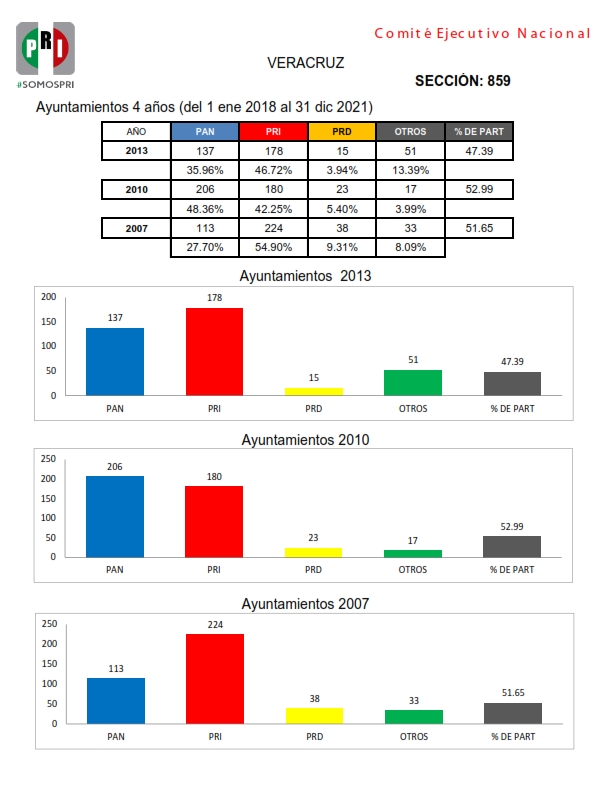 Comité Ejecutivo Nacional
PRI
#SOMOSPRI
VERACRUZ
SECCIÓN: 859
Ayuntamientos 4 años (del 1 ene 2018 al 31 dic 2021)
AÑO PAN PRI PRD OTROS % DE PART
2013 137 178 15 51 47.39
35.96% 46.72% 3.94% 13.39%
2010 206 180 23 17 52.99
48.36% 42.25% 5.40% 3.99%
2007 113 224 38 33 51.65
27.70% 54.90% 9.31% 8.09%
Ayuntamientos 2013
200
150
100
50
0
137 178 15 51 47.39
PAN PRI PRD OTROS % DE PART
Ayuntamientos 2010
250
200
150
100
50
0
206 180 23 17 52.99
PAN PRI PRD OTROS % DE PART
Ayuntamientos 2007
250
200
150
100
50
0
113 224 38 33 51.65
PAN PRI PRD OTROS % DE PART